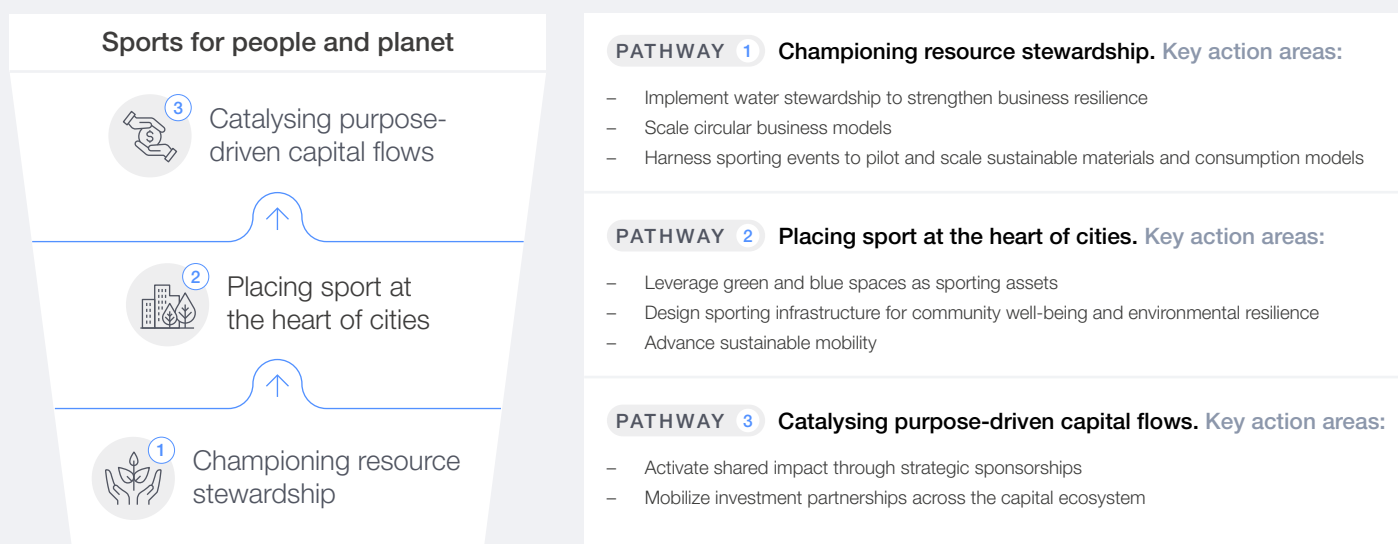 Sports for people and planet
3
Catalysing purpose-
driven capital flows
2
Placing sport at
the heart of cities
1
Championing resource
stewardship
PATHWAY 1 Championing resource stewardship. Key action areas:
– Implement water stewardship to strengthen business resilience
– Scale circular business models
– Harness sporting events to pilot and scale sustainable materials and consumption models
PATHWAY 2 Placing sport at the heart of cities. Key action areas:
– Leverage green and blue spaces as sporting assets
– Design sporting infrastructure for community well-being and environmental resilience
– Advance sustainable mobility
PATHWAY 3 Catalysing purpose-driven capital flows. Key action areas:
– Activate shared impact through strategic sponsorships
– Mobilize investment partnerships across the capital ecosystem